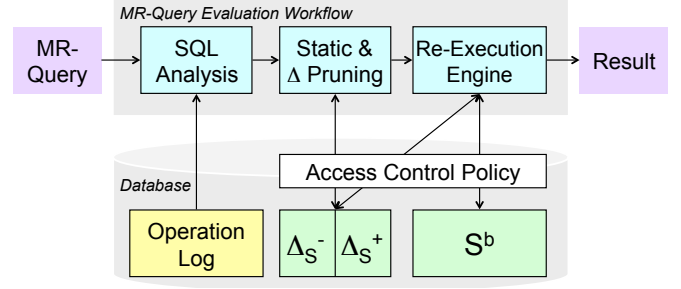 MR-Query Evaluation Workflow
MR-
Query
SQL
Analysis
Static &
Δ Pruning
Re-Execution
Engine
Result
Access Control Policy
Database
Operation
Log
ΔS-
ΔS+
Sb